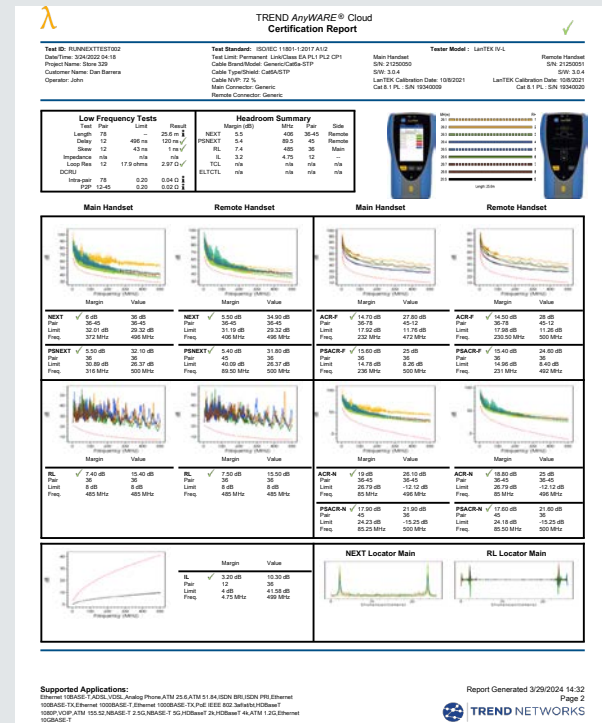 TREND AnyWARE® Cloud
Certification Report
Test ID: RUNNEXTTEST002
Date/Time: 3/24/2022 04:18
Project Name: Store 329
Customer Name: Dan Barrera
Operator: John
Test Standard: ISO/IEC 11801-1:2017 A1/2
Test Limit: Permanent Link/Class EA PL1 PL2 CP1
Cable Brand/Model: Generic/Cat6a-STP
Cable Type/Shield: Cat6A/STP
Cable NVP: 72 %
Main Connector: Generic
Remote Connector: Generic
Tester Model : LanTEK IV-L
Main Handset
S/N: 21250050
S/W: 3.0.4
LanTEK Calibration Date: 10/8/2021
Cat 8.1 PL : S/N 19340009
Remote Handset
S/N: 21250051
S/W: 3.0.4
LanTEK Calibration Date: 10/8/2021
Cat 8.1 PL : S/N 19340020
Low Frequency Tests
Test Pair Limit Result
Length 78 -- 25.6 m
Delay 12 496 ns 120 ns
Skew 12 43 ns 1 ns
Impedance n/a n/a n/a
Loop Res 12 17.9 ohms 2.97 Ω
DCRU
Intra-pair 78 0.20 0.04 Ω
P2P 12-45 0.20 0.02 Ω
Headroom Summary
Margin (dB) MHz Pair Side
NEXT 5.5 406 36-45 Remote
PSNEXT 5.4 89.5 45 Remote
RL 7.4 485 36 Main
IL 3.2 4.75 12 --
TCL n/a n/a n/a n/a
ELTCTL n/a n/a n/a n/a
Length 25.6m
Main Handset Remote Handset Main Handset Remote Handset
Frequency (MHz) Frequency (MHz) Frequency (MHz) Frequency (MHz)
Margin Value Margin Value Margin Value Margin Value
NEXT 6 dB 36 dB
Pair 36-45 36-45
Limit 32.01 dB 29.32 dB
Freq. 372 MHz 496 MHz
NEXT 5.50 dB 34.90 dB
Pair 36-45 36-45
Limit 31.19 dB 29.32 dB
Freq. 406 MHz 496 MHz
ACR-F 14.70 dB 27.80 dB
Pair 36-78 45-12
Limit 17.92 dB 11.76 dB
Freq. 232 MHz 472 MHz
ACR-F 14.50 dB 28 dB
Pair 36-78 45-12
Limit 17.98 dB 11.26 dB
Freq. 230.50 MHz 500 MHz
PSNEXT 5.50 dB 32.10 dB
Pair 36 36
Limit 30.89 dB 26.37 dB
Freq. 316 MHz 500 MHz
PSNEXT 5.40 dB 31.80 dB
Pair 45 36
Limit 40.09 dB 26.37 dB
Freq. 89.50 MHz 500 MHz
PSACR-F 15.60 dB 25 dB
Pair 36 36
Limit 14.78 dB 8.26 dB
Freq. 236 MHz 500 MHz
PSACR-F 15.40 dB 24.60 dB
Pair 36 36
Limit 14.96 dB 8.40 dB
Freq. 231 MHz 492 MHz
Frequency (MHz) Frequency (MHz) Frequency (MHz) Frequency (MHz)
Margin Value Margin Value Margin Value Margin Value
RL 7.40 dB 15.40 dB
Pair 36 36
Limit 8 dB 8 dB
Freq. 485 MHz 485 MHz
RL 7.50 dB 15.50 dB
Pair 36 36
Limit 8 dB 8 dB
Freq. 485 MHz 485 MHz
ACR-N 19 dB 26.10 dB
Pair 36-45 36-45
Limit 26.79 dB -12.12 dB
Freq. 85 MHz 496 MHz
ACR-N 18.80 dB 25 dB
Pair 36-45 36-45
Limit 26.79 dB -12.12 dB
Freq. 85 MHz 496 MHz
PSACR-N 17.90 dB 21.90 dB
Pair 45 36
Limit 24.23 dB -15.25 dB
Freq. 85.25 MHz 500 MHz
PSACR-N 17.60 dB 21.60 dB
Pair 45 36
Limit 24.18 dB -15.25 dB
Freq. 85.50 MHz 500 MHz
Frequency (MHz)
Margin Value
IL 3.20 dB 10.30 dB
Pair 12 36
Limit 4 dB 41.58 dB
Freq. 4.75 MHz 499 MHz
NEXT Locator Main RL Locator Main
Supported Applications:
Ethernet 10BASE-T,ADSL,VDSL,Analog Phone,ATM 25.6,ATM 51.84,ISDN BRI,ISDN PRI,Ethernet
100BASE-TX,Ethernet 1000BASE-T,Ethernet 1000BASE-TX,PoE IEEE 802.3af/at/bt,HDBaseT
1080P,VOIP,ATM 155.52,NBASE-T 2.5G,NBASE-T 5G,HDBaseT 2k,HDBaseT 4k,ATM 1.2G,Ethernet
10GBASE-T
Report Generated 3/29/2024 14:32
Page 2
TREND NETWORKS